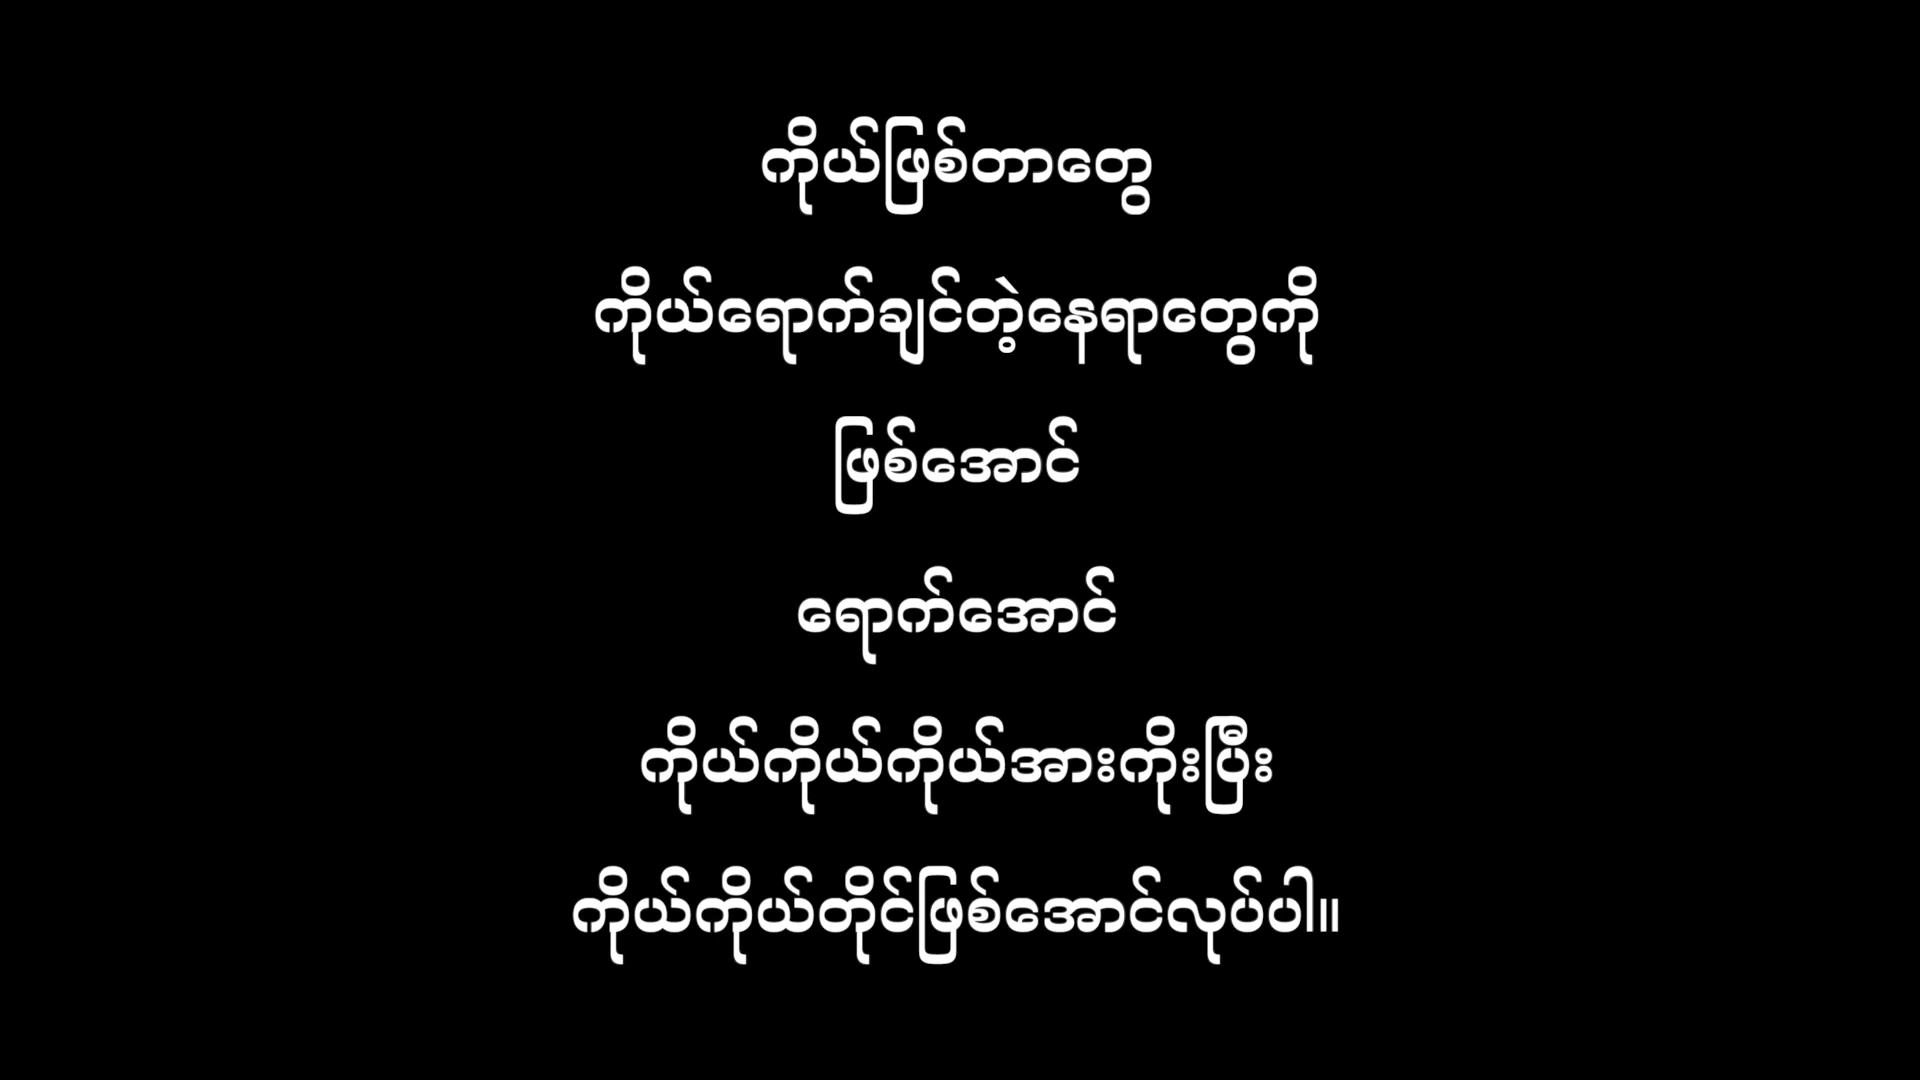 ကိုယ်ဖြစ်တာတွေ
ကိုယ်ရောက်ချင်တဲ့နေရာတွေကို
ဖြစ်အောင်
ရောက်အောင်
ကိုယ်ကိုယ်ကိုယ်အားကိုးပြီး
ကိုယ်ကိုယ်တိုင်ဖြစ်အောင်လုပ်ပါ။